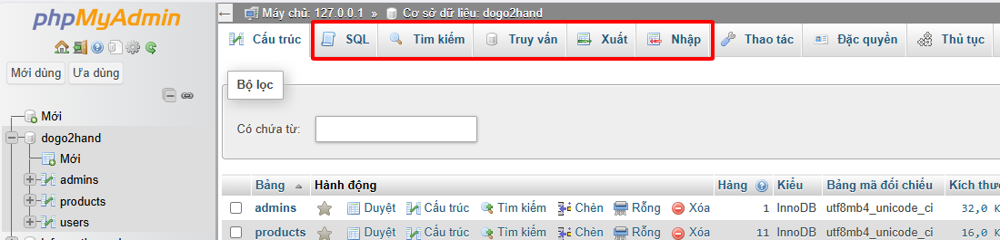 phpMyAdmin
Mới dùng Ưa dùng
Mới
dogo2hand
Mới
admins
products
users
Máy chủ: 127.0.0.1 » Cơ sở dữ liệu: dogo2hand
Cấu trúc SQL Tìm kiếm Truy vấn Xuất Nhập Thao tác Đặc quyền Thủ tục
Bộ lọc
Có chứa từ:
Bảng Hành động Hàng Kiểu Bảng mã đối chiếu Kích
admins Duyệt Cấu trúc Tìm kiếm Chèn Rỗng Xóa 1 InnoDB utf8mb4_unicode_ci 32,0
products Duyệt Cấu trúc Tìm kiếm Chèn Rỗng Xóa 11 InnoDB utf8mb4_unicode_ci 16,0